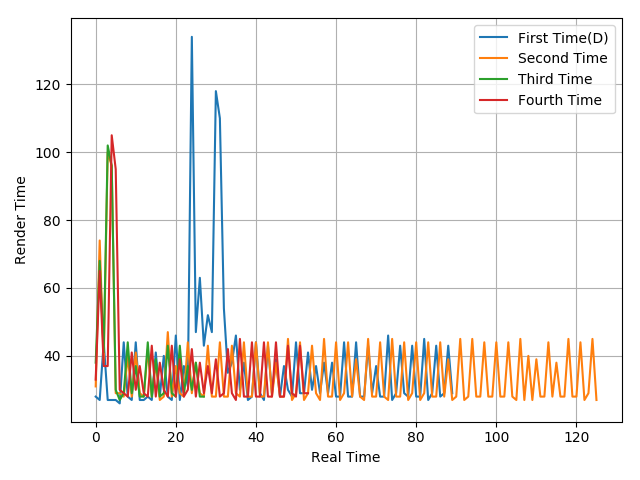 First Time(D)
Second Time
Third Time
Fourth Time
120
100
80
60
40
Render Time
0 20 40 60 80 100 120
Real Time